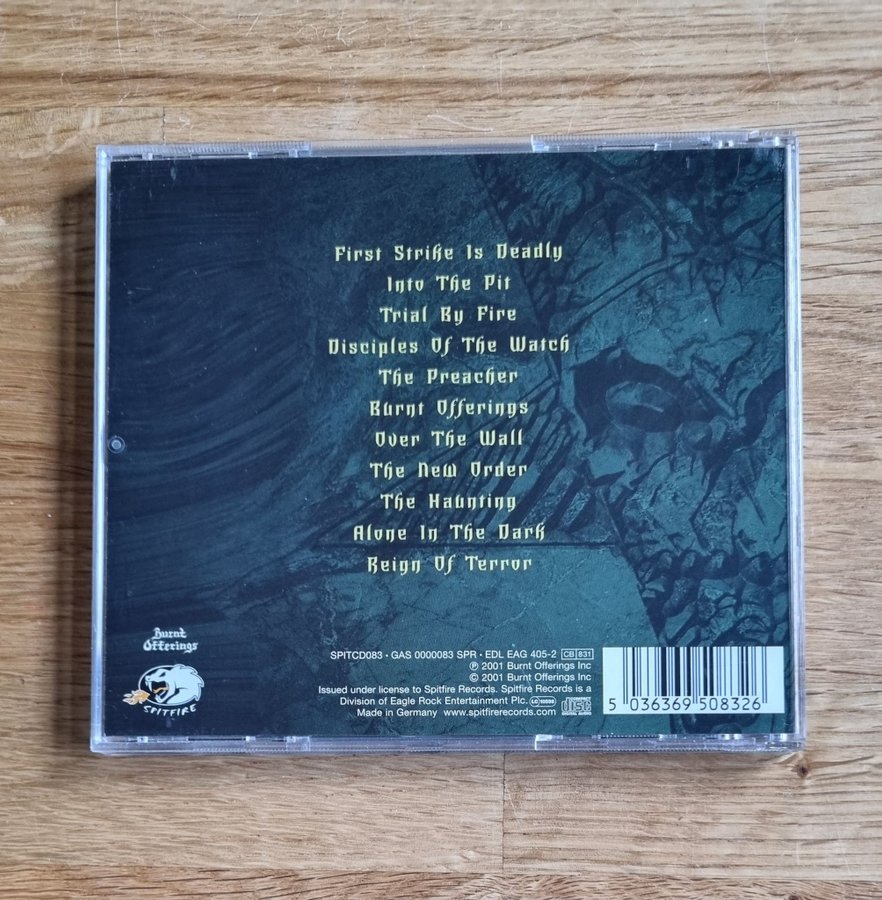 First Strike Is Deadly
Into The Pit
Trial By Fire
Disciples Of The Watch
The Preacher
Burnt Offerings
Over The Wall
The New Order
The Haunting
Alone In The Dark
Reign Of Terror
Burnt
Offerings
SPITFIRE
SPITCD083 · GAS 0000083 SPR · EDL EAG 405-2 CB 831
℗ 2001 Burnt Offerings Inc
© 2001 Burnt Offerings Inc
Issued under license to Spitfire Records. Spitfire Records is a
Division of Eagle Rock Entertainment Plc.
Made in Germany www.spitfirerecords.com
COMPACT
disc
DIGITAL AUDIO
5 036369 508326